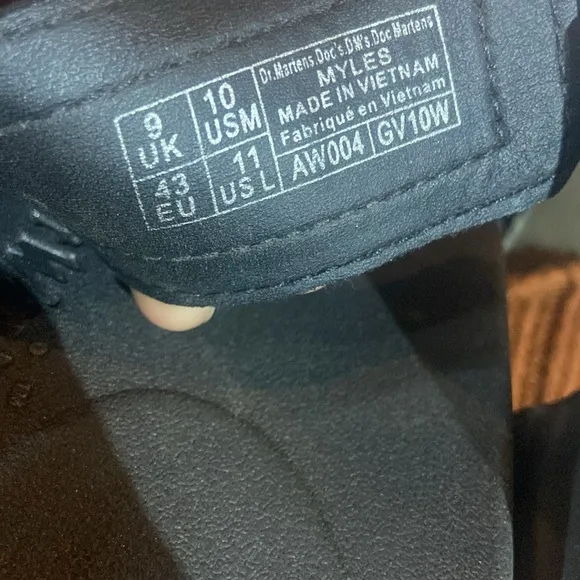 9 UK
10 USM
43 EU
11 US L
Dr.Martens.Doc's.DM's.Doc Martens
MYLES
MADE IN VIETNAM
Fabriqué en Vietnam
AW004
GV10W